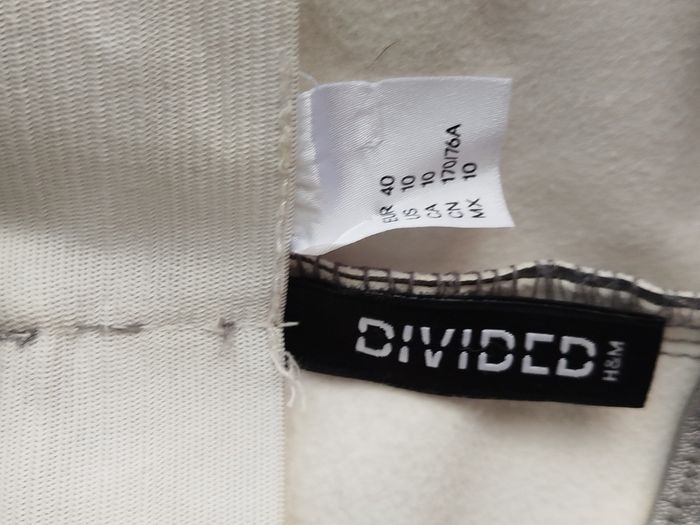 EUR 40
US 10
CA 10
CN 170/76A
MX 10
DIVIDED
H&M